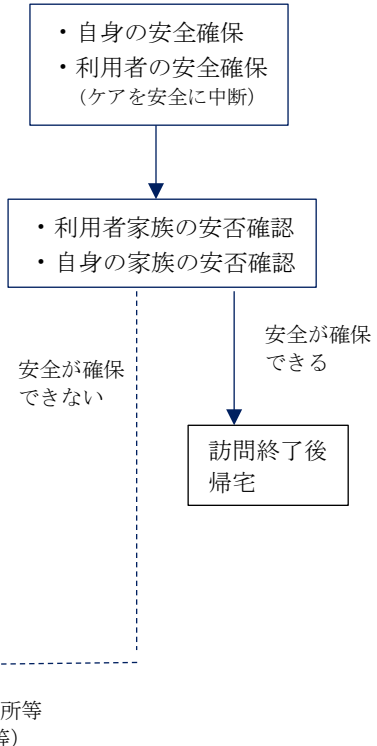 ・自身の安全確保
・利用者の安全確保
（ケアを安全に中断）
・利用者家族の安否確認
・自身の家族の安否確認
安全が確保
できない
安全が確保
できる
訪問終了後
帰宅
所等
等）